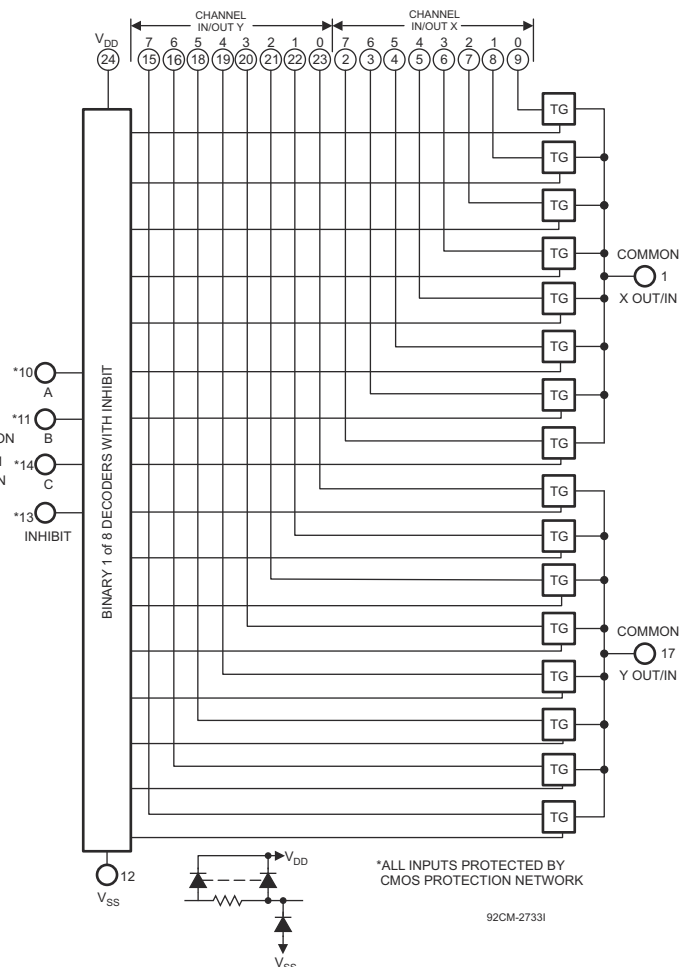 CHANNEL
IN/OUT Y
CHANNEL
IN/OUT X
VDD
7 6 5 4 3 2 1 0 7 6 5 4 3 2 1 0
24 15 16 18 19 20 21 22 23 2 3 4 5 6 7 8 9
TG
TG
TG
TG
COMMON
1
X OUT/IN
TG
TG
TG
TG
*10
A
*11
ON B
*14
N C
*13
INHIBIT
BINARY 1 of 8 DECODERS WITH INHIBIT
TG
TG
TG
TG
COMMON
17
Y OUT/IN
TG
TG
TG
TG
12
VSS
VDD
VSS
*ALL INPUTS PROTECTED BY
CMOS PROTECTION NETWORK
92CM-2733I